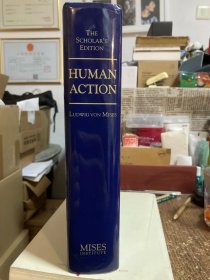 THE
SCHOLAR'S
EDITION
HUMAN
ACTION
LUDWIG VON MISES
MISES
INSTITUTE